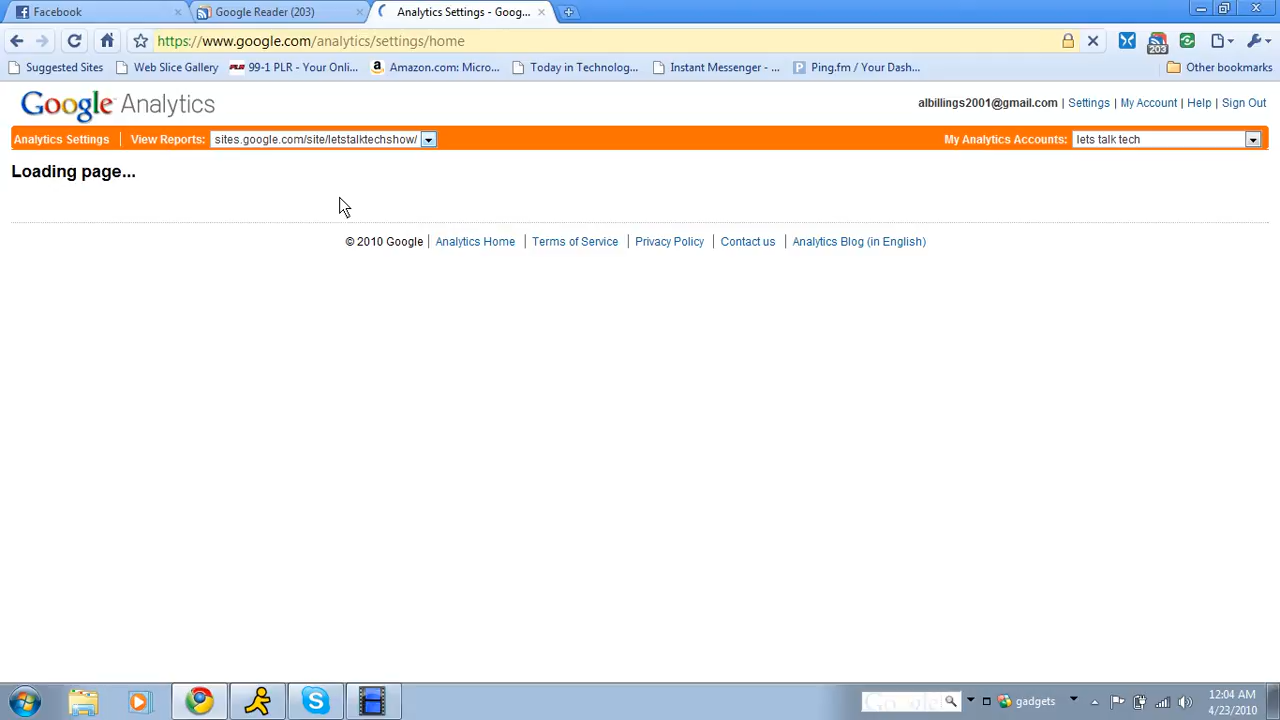 Facebook
Google Reader (203)
Analytics Settings - Goog...
https://www.google.com/analytics/settings/home
203
Suggested Sites
Web Slice Gallery
PLR
99-1 PLR - Your Onli...
Amazon.com: Micro...
Today in Technolog...
Instant Messenger - ...
Ping.fm / Your Dash...
Other bookmarks
Google Analytics
albillings2001@gmail.com | Settings | My Account | Help | Sign Out
Analytics Settings
View Reports: sites.google.com/site/letstalktechshow/
My Analytics Accounts: lets talk tech
Loading page...
© 2010 Google | Analytics Home | Terms of Service | Privacy Policy | Contact us | Analytics Blog (in English)
Google
gadgets
12:04 AM
4/23/2010